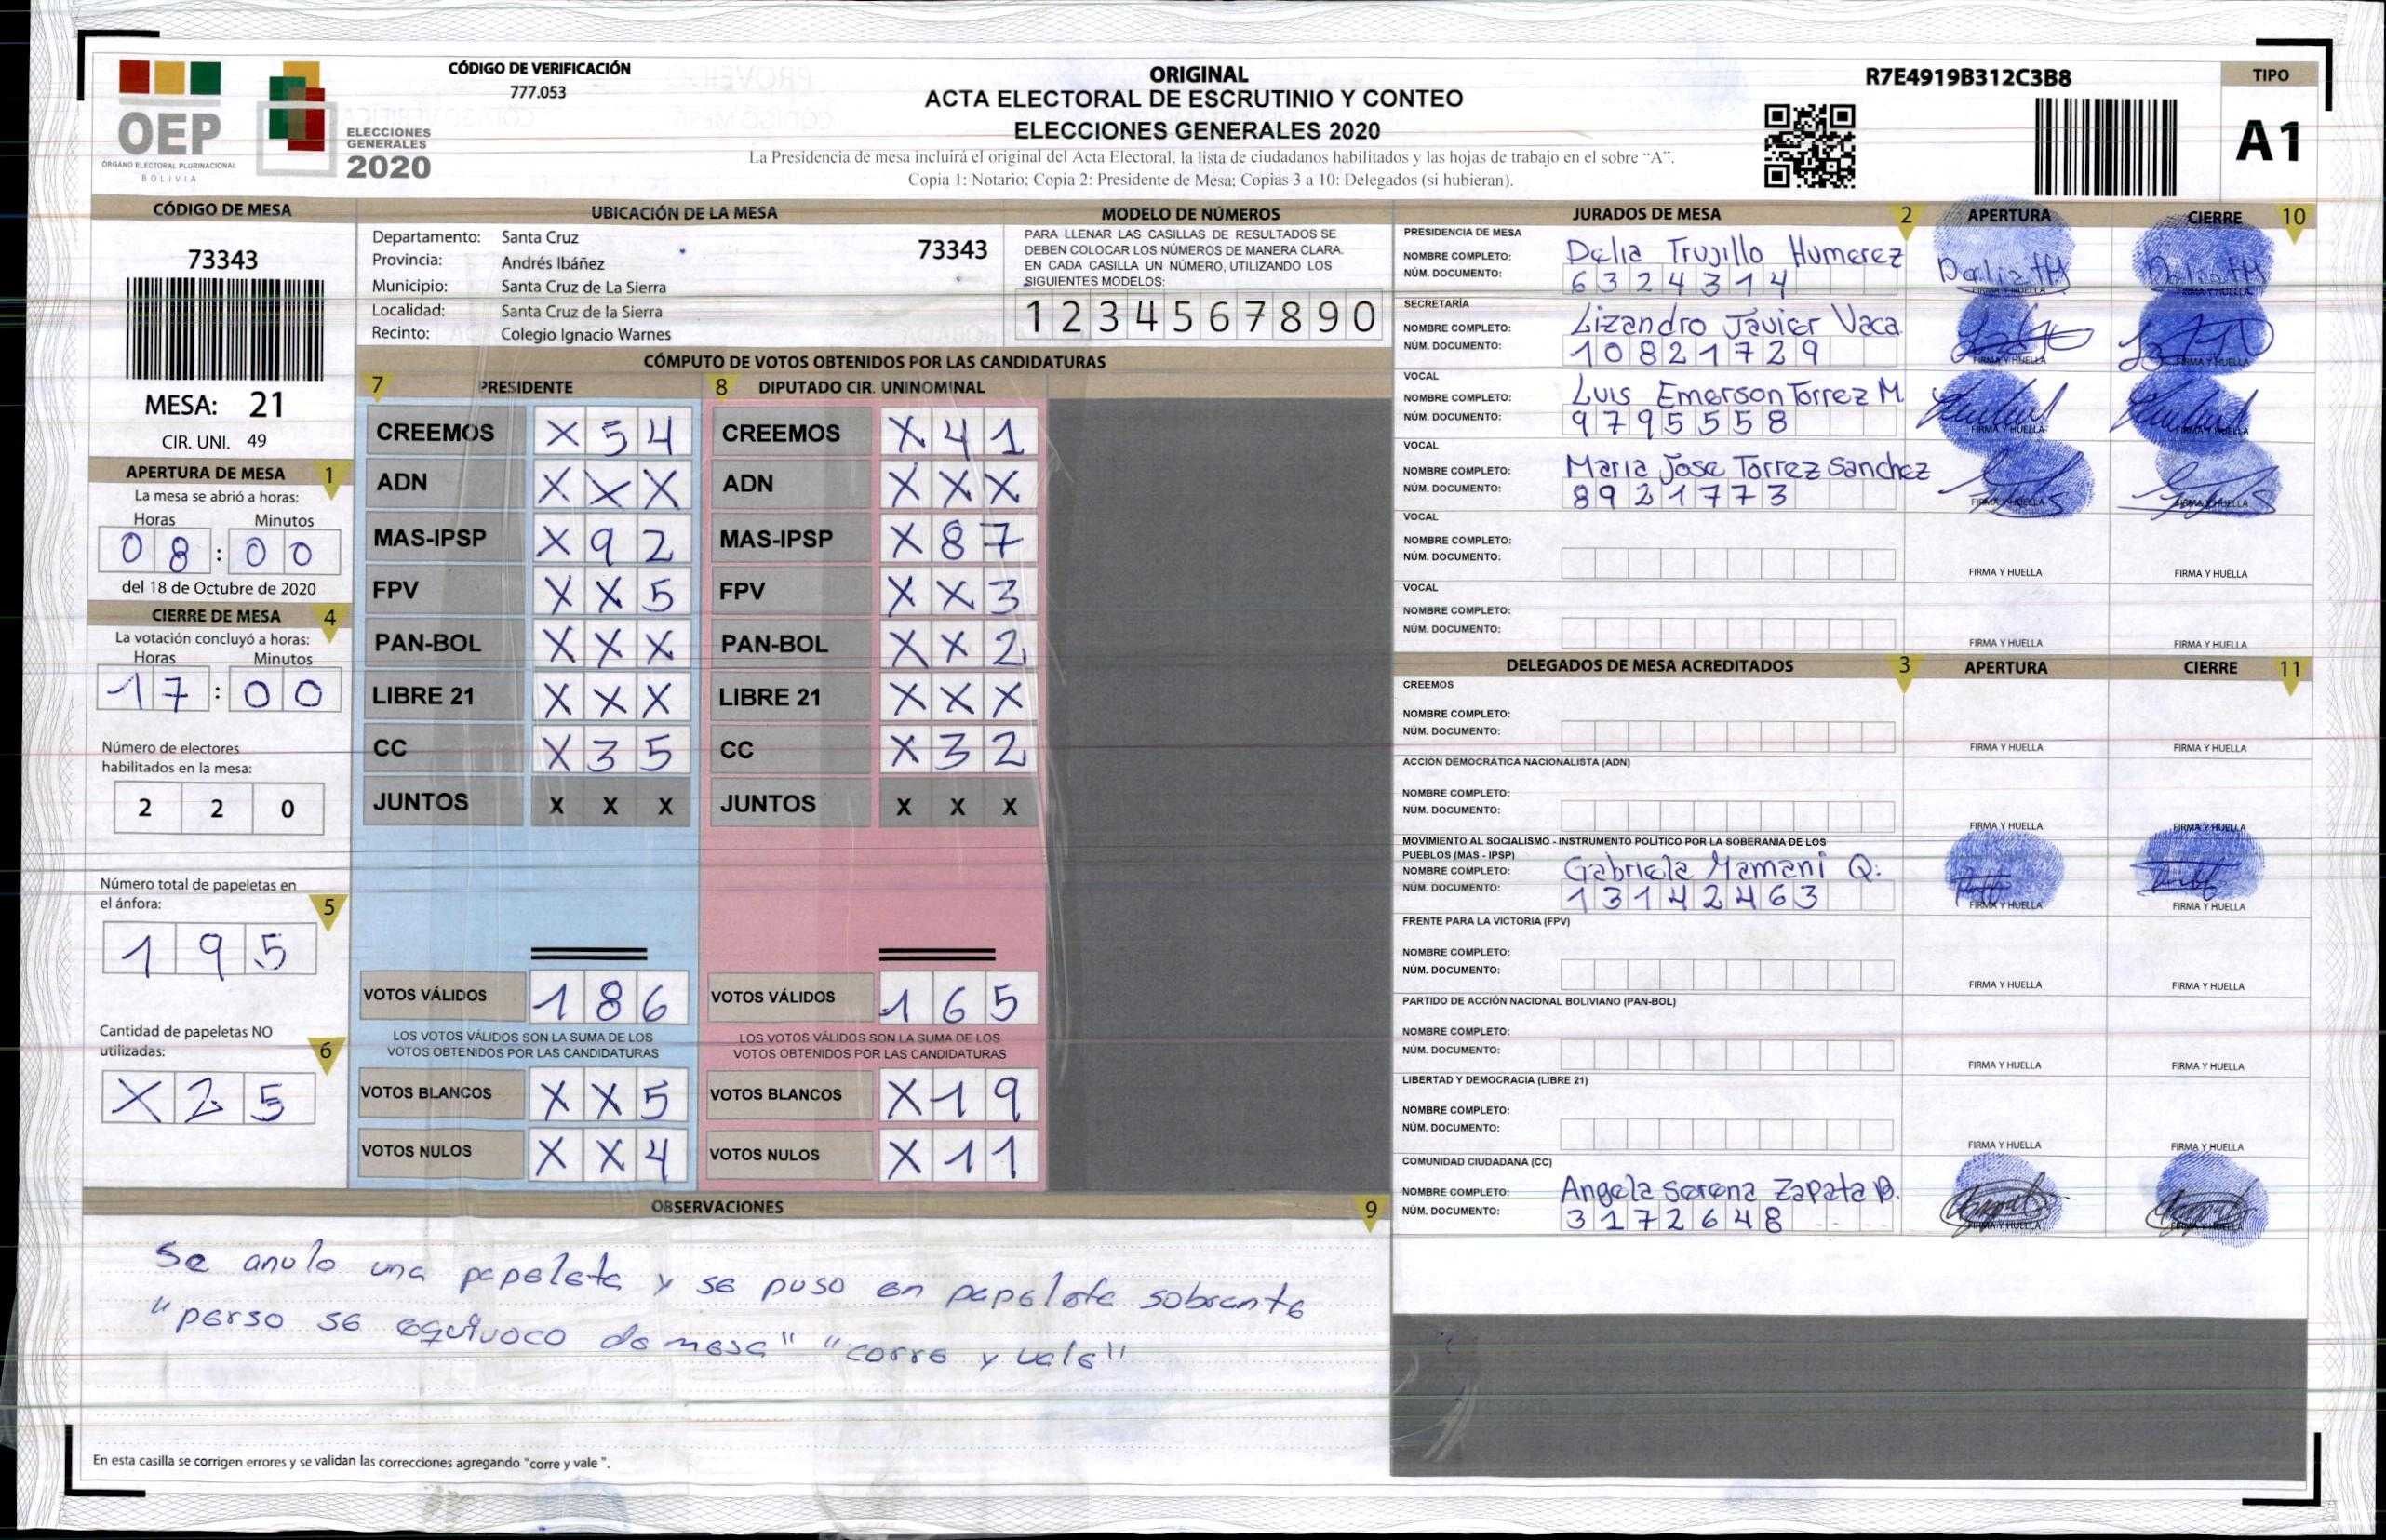 OEP
ÓRGANO ELECTORAL PLURINACIONAL
BOLIVIA
ELECCIONES
GENERALES
2020
CÓDIGO DE VERIFICACIÓN
777.053
ORIGINAL
ACTA ELECTORAL DE ESCRUTINIO Y CONTEO
ELECCIONES GENERALES 2020
La Presidencia de mesa incluirá el original del Acta Electoral, la lista de ciudadanos habilitados y las hojas de trabajo en el sobre "A".
Copia 1: Notario; Copia 2: Presidente de Mesa; Copias 3 a 10: Delegados (si hubieran).
R7E4919B312C3B8
TIPO
A1
CÓDIGO DE MESA
73343
MESA: 21
CIR. UNI. 49
APERTURA DE MESA 1
La mesa se abrió a horas:
Horas Minutos
08:00
del 18 de Octubre de 2020
CIERRE DE MESA 4
La votación concluyó a horas:
Horas Minutos
17:00
Número de electores
habilitados en la mesa:
2 2 0
Número total de papeletas en
el ánfora:
5
1 9 5
Cantidad de papeletas NO
utilizadas:
6
X 2 5
UBICACIÓN DE LA MESA
Departamento: Santa Cruz
73343
Provincia: Andrés Ibáñez
Municipio: Santa Cruz de La Sierra
Localidad: Santa Cruz de la Sierra
Recinto: Colegio Ignacio Warnes
MODELO DE NÚMEROS
PARA LLENAR LAS CASILLAS DE RESULTADOS SE
DEBEN COLOCAR LOS NÚMEROS DE MANERA CLARA.
EN CADA CASILLA UN NÚMERO, UTILIZANDO LOS
SIGUIENTES MODELOS:
1 2 3 4 5 6 7 8 9 0
CÓMPUTO DE VOTOS OBTENIDOS POR LAS CANDIDATURAS
7 PRESIDENTE 8 DIPUTADO CIR. UNINOMINAL
CREEMOS X 5 4 CREEMOS X 4 1
ADN X X X ADN X X X
MAS-IPSP X 9 2 MAS-IPSP X 8 7
FPV X X 5 FPV X X 3
PAN-BOL X X X PAN-BOL X X 2
LIBRE 21 X X X LIBRE 21 X X X
CC X 3 5 CC X 3 2
JUNTOS X X X JUNTOS X X X
VOTOS VÁLIDOS 1 8 6 VOTOS VÁLIDOS 1 6 5
LOS VOTOS VÁLIDOS SON LA SUMA DE LOS LOS VOTOS VÁLIDOS SON LA SUMA DE LOS
VOTOS OBTENIDOS POR LAS CANDIDATURAS VOTOS OBTENIDOS POR LAS CANDIDATURAS
VOTOS BLANCOS X X 5 VOTOS BLANCOS X 1 9
VOTOS NULOS X X 4 VOTOS NULOS X 1 1
OBSERVACIONES 9
Se anulo una papeleta y se puso en papeleta sobrante
"perso se equivoco de mesa" "corre y vale"
En esta casilla se corrigen errores y se validan las correcciones agregando "corre y vale ".
JURADOS DE MESA 2 APERTURA CIERRE 10
PRESIDENCIA DE MESA
NOMBRE COMPLETO: Delia Trujillo Humerez
NÚM. DOCUMENTO: 6324314
FIRMA Y HUELLA FIRMA Y HUELLA
SECRETARÍA
NOMBRE COMPLETO: Lizandro Javier Vaca
NÚM. DOCUMENTO: 10821729
FIRMA Y HUELLA FIRMA Y HUELLA
VOCAL
NOMBRE COMPLETO: Luis Emerson Torrez M.
NÚM. DOCUMENTO: 9795558
FIRMA Y HUELLA FIRMA Y HUELLA
VOCAL
NOMBRE COMPLETO: Maria Jose Torrez Sanchez
NÚM. DOCUMENTO: 8921773
FIRMA Y HUELLA FIRMA Y HUELLA
VOCAL
NOMBRE COMPLETO:
NÚM. DOCUMENTO:
FIRMA Y HUELLA FIRMA Y HUELLA
VOCAL
NOMBRE COMPLETO:
NÚM. DOCUMENTO:
FIRMA Y HUELLA FIRMA Y HUELLA
DELEGADOS DE MESA ACREDITADOS 3 APERTURA CIERRE 11
CREEMOS
NOMBRE COMPLETO:
NÚM. DOCUMENTO:
FIRMA Y HUELLA FIRMA Y HUELLA
ACCIÓN DEMOCRÁTICA NACIONALISTA (ADN)
NOMBRE COMPLETO:
NÚM. DOCUMENTO:
FIRMA Y HUELLA FIRMA Y HUELLA
MOVIMIENTO AL SOCIALISMO - INSTRUMENTO POLÍTICO POR LA SOBERANIA DE LOS
PUEBLOS (MAS - IPSP)
NOMBRE COMPLETO: Gabriela Mamani Q.
NÚM. DOCUMENTO: 13142463
FIRMA Y HUELLA FIRMA Y HUELLA
FRENTE PARA LA VICTORIA (FPV)
NOMBRE COMPLETO:
NÚM. DOCUMENTO:
FIRMA Y HUELLA FIRMA Y HUELLA
PARTIDO DE ACCIÓN NACIONAL BOLIVIANO (PAN-BOL)
NOMBRE COMPLETO:
NÚM. DOCUMENTO:
FIRMA Y HUELLA FIRMA Y HUELLA
LIBERTAD Y DEMOCRACIA (LIBRE 21)
NOMBRE COMPLETO:
NÚM. DOCUMENTO:
FIRMA Y HUELLA FIRMA Y HUELLA
COMUNIDAD CIUDADANA (CC)
NOMBRE COMPLETO: Angela Serena Zapata B.
NÚM. DOCUMENTO: 3172648
FIRMA Y HUELLA FIRMA Y HUELLA